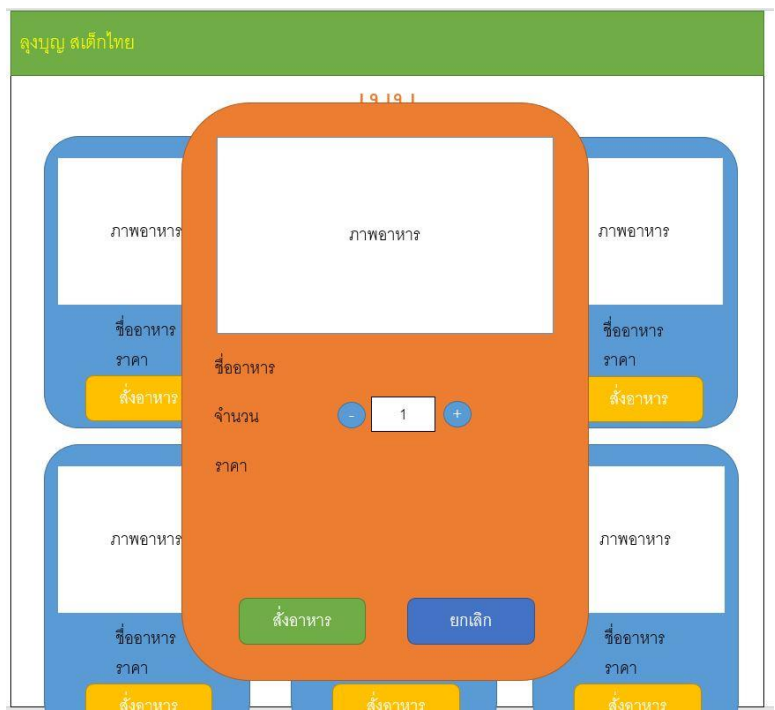 ลุงบุญ สเต็กไทย
ภาพอาหาร
ภาพอาหาร
ภาพอาหาร
ชื่ออาหาร
ราคา
สั่งอาหาร
ชื่ออาหาร
จำนวน
- 1 +
ราคา
สั่งอาหาร
ยกเลิก
ชื่ออาหาร
ราคา
สั่งอาหาร
ภาพอาหาร
ภาพอาหาร
ชื่ออาหาร
ราคา
สั่งอาหาร
สั่งอาหาร
ชื่ออาหาร
ราคา
สั่งอาหาร